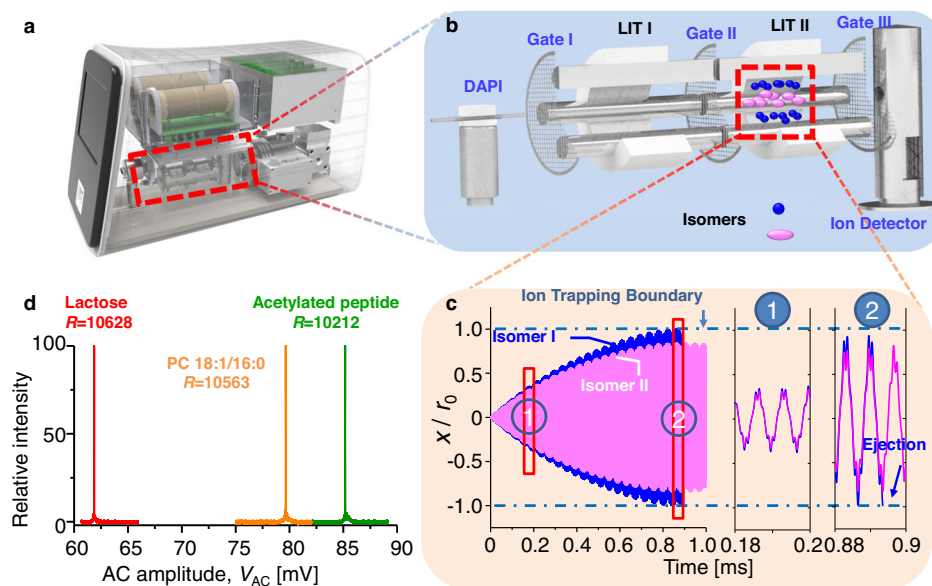 a
b
Gate I
LIT I
Gate II
LIT II
Gate III
DAPI
Isomers
Ion Detector
d
Lactose
R=10628
Acetylated peptide
R=10212
PC 18:1/16:0
R=10563
100
50
0
Relative intensity
60 65 70 75 80 85 90
AC amplitude, VAC [mV]
c
Ion Trapping Boundary
1 2
1.0
0.5
0
-0.5
-1.0
x / r0
Isomer I
Isomer II
1
2
Ejection
0 0.2 0.4 0.6 0.8 1.0
0.18 0.20
0.88 0.9
Time [ms]